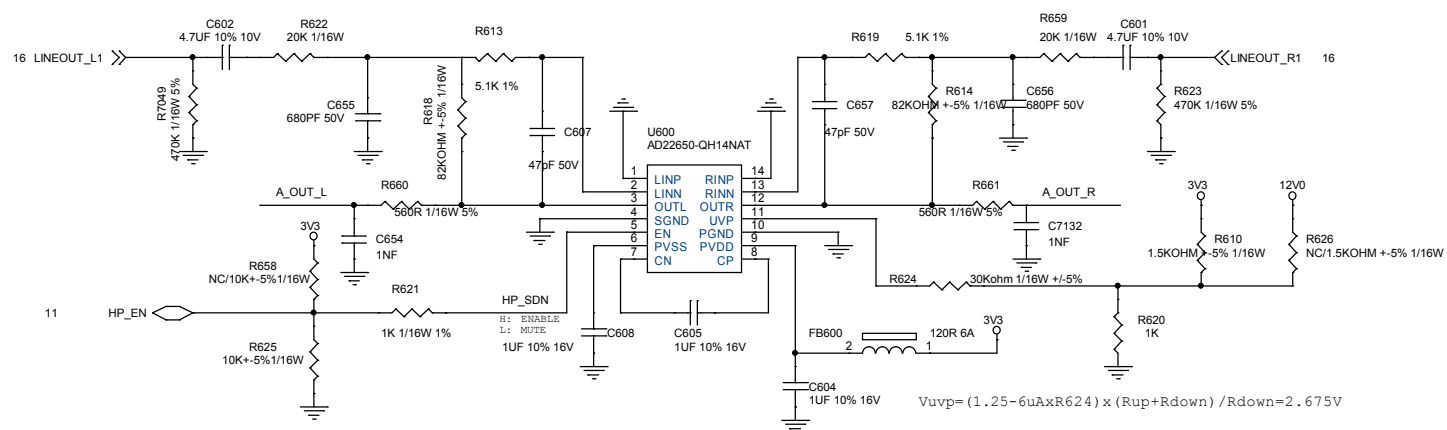 C602
4.7UF 10% 10V
R622
20K 1/16W
R613
5.1K 1%
16 LINEOUT_L1
R7049
470K 1/16W 5%
C655
680PF 50V
R618
82KOHM +-5% 1/16W
C607
47pF 50V
R619
5.1K 1%
R659
20K 1/16W
C601
4.7UF 10% 10V
LINEOUT_R1 16
C657
47pF 50V
R614
82KOHM +-5% 1/16W
C656
680PF 50V
R623
470K 1/16W 5%
U600
AD22650-QH14NAT
1 LINP RINP 14
2 LINN RINN 13
3 OUTL OUTR 12
4 SGND UVP 11
5 EN PGND 10
6 PVSS PVDD 9
7 CN CP 8
A_OUT_L
R660
560R 1/16W 5%
C654
1NF
R661
560R 1/16W 5%
A_OUT_R
C7132
1NF
3V3
R658
NC/10K+-5%1/16W
11 HP_EN
R621
1K 1/16W 1%
HP_SDN
H: ENABLE
L: MUTE
R625
10K+-5%1/16W
C608
1UF 10% 16V
C605
1UF 10% 16V
3V3
12V0
R610
1.5KOHM +-5% 1/16W
R626
NC/1.5KOHM +-5% 1/16W
R624
30Kohm 1/16W +/-5%
R620
1K
FB600
120R 6A
3V3
2 1
C604
1UF 10% 16V
Vuvp=(1.25-6uAxR624)x(Rup+Rdown)/Rdown=2.675V